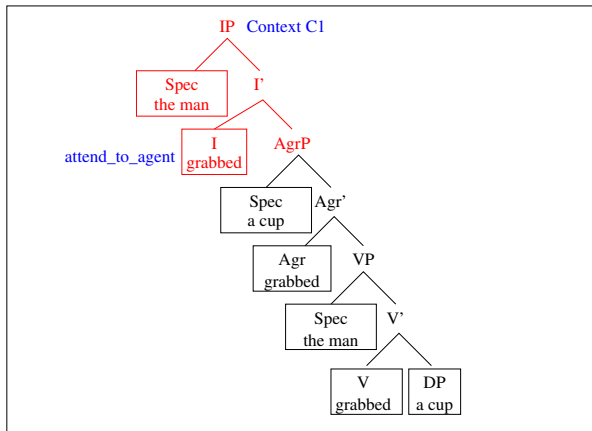 IP Context C1
Spec I'
the man
I AgrP
attend_to_agent grabbed
Spec Agr'
a cup
Agr VP
grabbed
Spec V'
the man
V DP
grabbed a cup